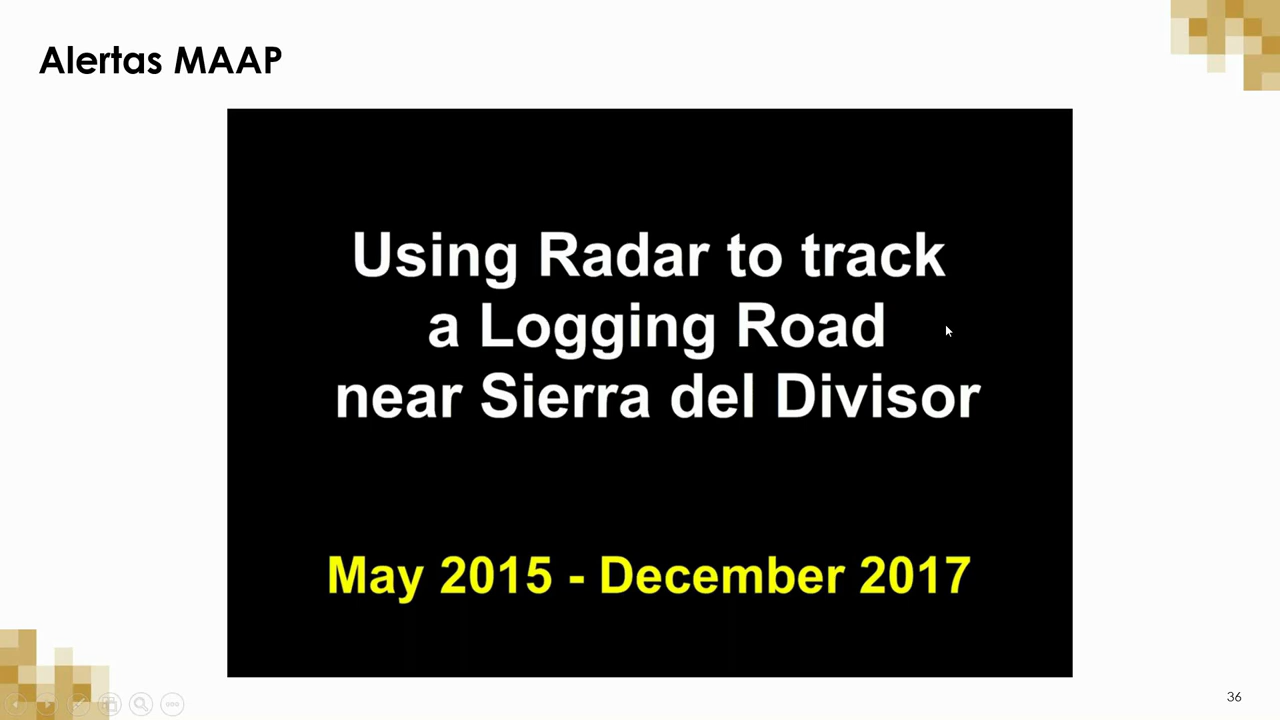 Alertas MAAP
Using Radar to track
a Logging Road
near Sierra del Divisor
May 2015 - December 2017
36